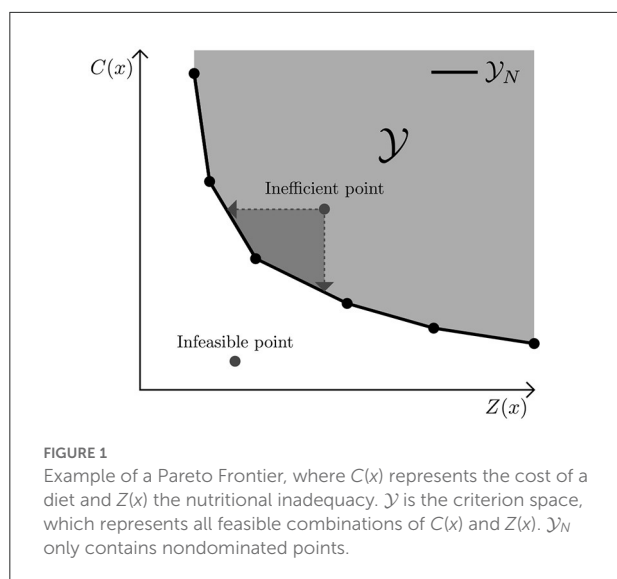 C(x)
𝒴_N
𝒴
Inefficient point
Infeasible point
Z(x)
FIGURE 1
Example of a Pareto Frontier, where C(x) represents the cost of a
diet and Z(x) the nutritional inadequacy. 𝒴 is the criterion space,
which represents all feasible combinations of C(x) and Z(x). 𝒴_N
only contains nondominated points.